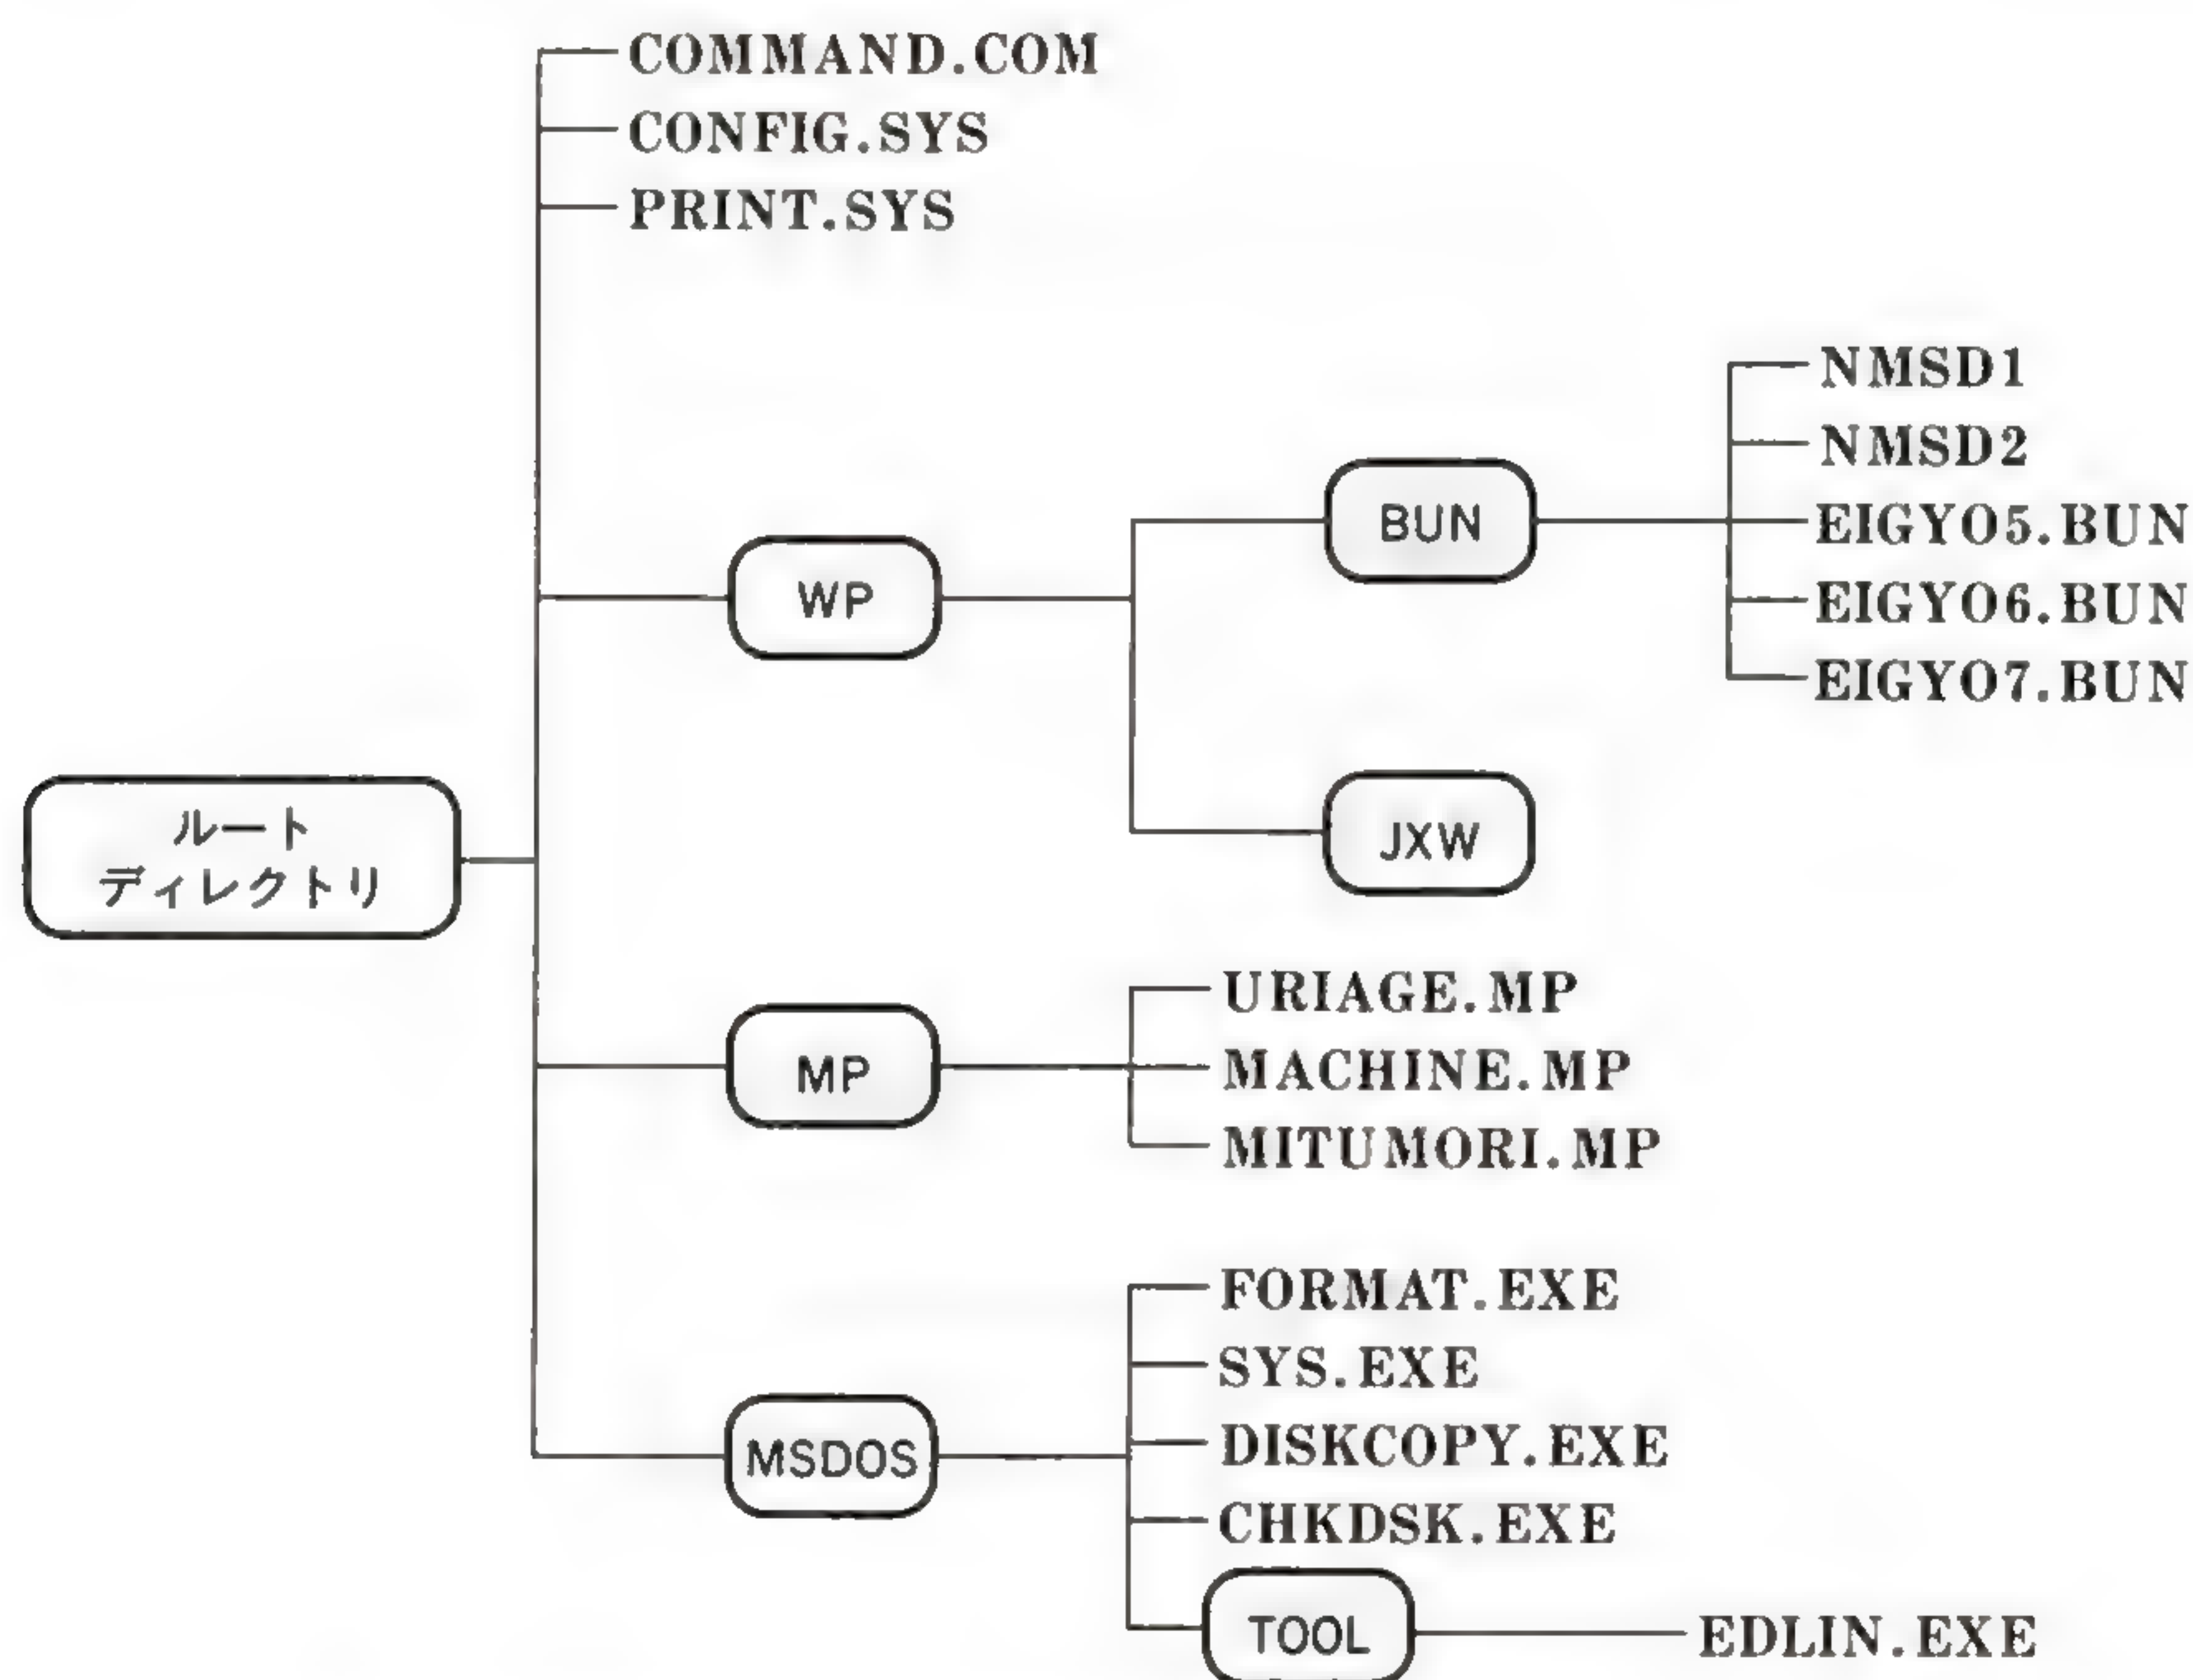 COMMAND.COM
CONFIG.SYS
PRINT.SYS
NMSD1
NMSD2
BUN
EIGYO5.BUN
WP
EIGYO6.BUN
EIGYO7.BUN
ルート
ディレクトリ
JXW
URIAGE.MP
MP
MACHINE.MP
MITUMORI.MP
FORMAT.EXE
SYS.EXE
MSDOS
DISKCOPY.EXE
CHKDSK.EXE
TOOL
EDLIN.EXE